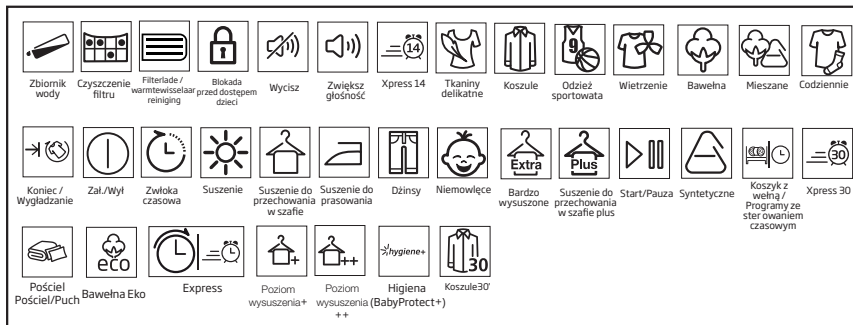 14
9
Zbiornik
wody
Czyszczenie
filtru
Filterlade /
warmtewisselaar
reiniging
Blokada
przed dostępem
dzieci
Wycisz
Zwiększ
głośność
Xpress 14
Tkaniny
delikatne
Koszule
Odzież
sportowata
Wietrzenie
Bawełna
Mieszane
Codziennie
Extra
Plus
30
Koniec /
Wygładzanie
Zał./Wył
Zwłoka
czasowa
Suszenie
Suszenie do
przechowania
w szafie
Suszenie do
prasowania
Dżinsy
Niemowlęce
Bardzo
wysuszone
Suszenie do
przechowania
w szafie plus
Start/Pauza
Syntetyczne
Koszyk z
wełną /
Programy ze
ster owaniem
czasowym
Xpress 30
eco
+
++
hygiene+
30
Pościel
Pościel/Puch
Bawełna Eko
Express
Poziom
wysuszenia+
Poziom
wysuszenia
++
Higiena
(BabyProtect+)
Koszule30'